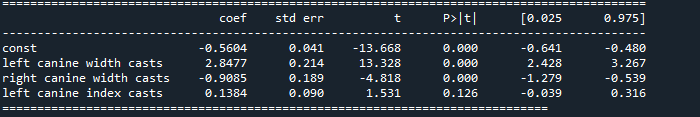 ==============================================================================================
coef    std err          t      P>|t|      [0.025      0.975]
----------------------------------------------------------------------------------------------
const                       -0.5604      0.041    -13.668      0.000      -0.641      -0.480
left canine width casts      2.8477      0.214     13.328      0.000       2.428       3.267
right canine width casts    -0.9085      0.189     -4.818      0.000      -1.279      -0.539
left canine index casts      0.1384      0.090      1.531      0.126      -0.039       0.316
==============================================================================